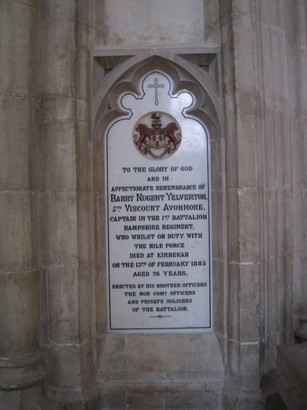 TO THE GLORY OF GOD
AND IN
AFFECTIONATE REMEMBRANCE OF
BARRY NUGENT YELVERTON,
5TH VISCOUNT AVONMORE,
CAPTAIN IN THE 1ST BATTALION
HAMPSHIRE REGIMENT,
WHO WHILST ON DUTY WITH
THE NILE FORCE
DIED AT KIRBEKAN
ON THE 13TH OF FEBRUARY 1885
AGED 26 YEARS.
ERECTED BY HIS BROTHER OFFICERS
THE NON COMD OFFICERS
AND PRIVATE SOLDIERS
OF THE BATTALION.